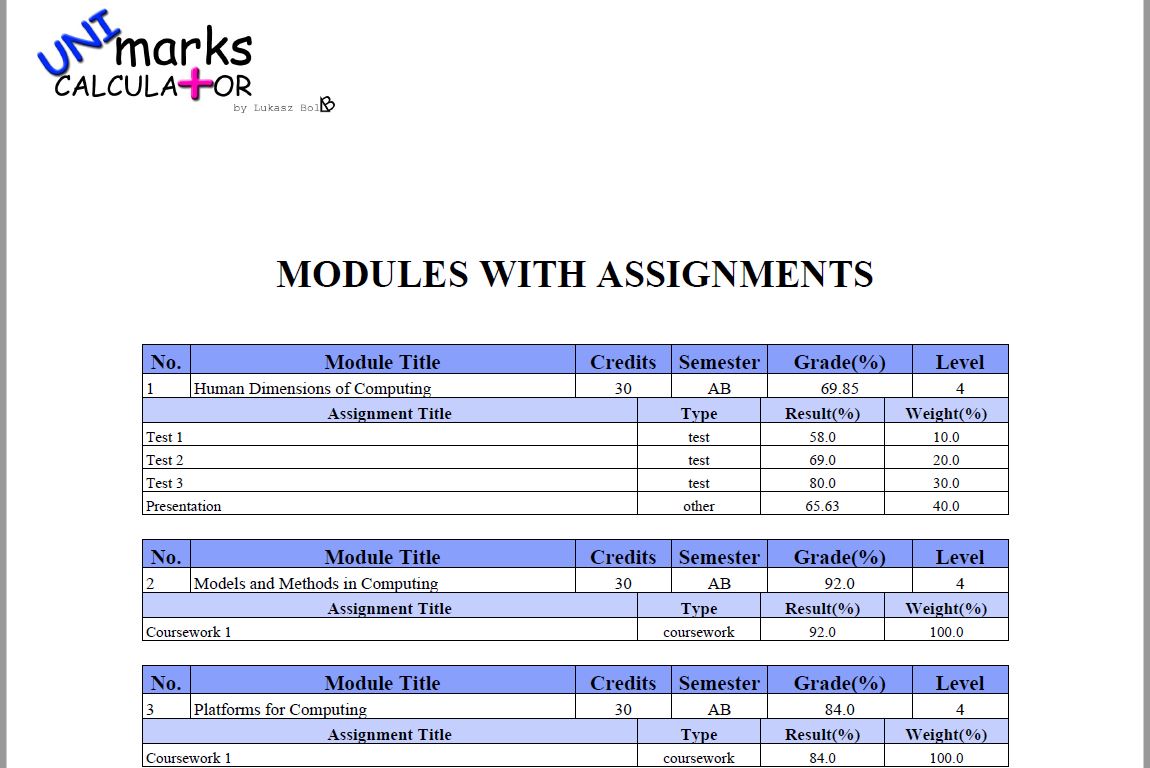 UNI
marks
CALCULA+OR
by Lukasz Bol
MODULES WITH ASSIGNMENTS
No. Module Title Credits Semester Grade(%) Level
1 Human Dimensions of Computing 30 AB 69.85 4
Assignment Title Type Result(%) Weight(%)
Test 1 test 58.0 10.0
Test 2 test 69.0 20.0
Test 3 test 80.0 30.0
Presentation other 65.63 40.0
No. Module Title Credits Semester Grade(%) Level
2 Models and Methods in Computing 30 AB 92.0 4
Assignment Title Type Result(%) Weight(%)
Coursework 1 coursework 92.0 100.0
No. Module Title Credits Semester Grade(%) Level
3 Platforms for Computing 30 AB 84.0 4
Assignment Title Type Result(%) Weight(%)
Coursework 1 coursework 84.0 100.0